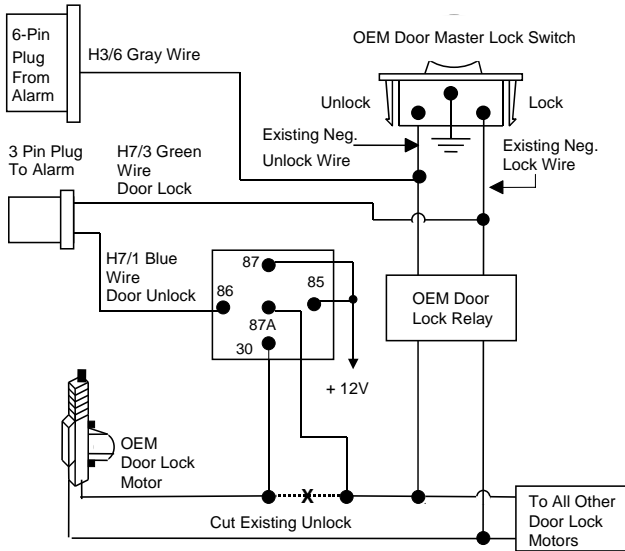 6-Pin
Plug
From
Alarm
H3/6 Gray Wire
OEM Door Master Lock Switch
Unlock
Lock
Existing Neg.
Unlock Wire
Existing Neg.
Lock Wire
3 Pin Plug
To Alarm
H7/3 Green
Wire
Door Lock
H7/1 Blue
Wire
Door Unlock
87
86
85
87A
30
+ 12V
OEM Door
Lock Relay
OEM
Door Lock
Motor
X
Cut Existing Unlock
To All Other
Door Lock
Motors